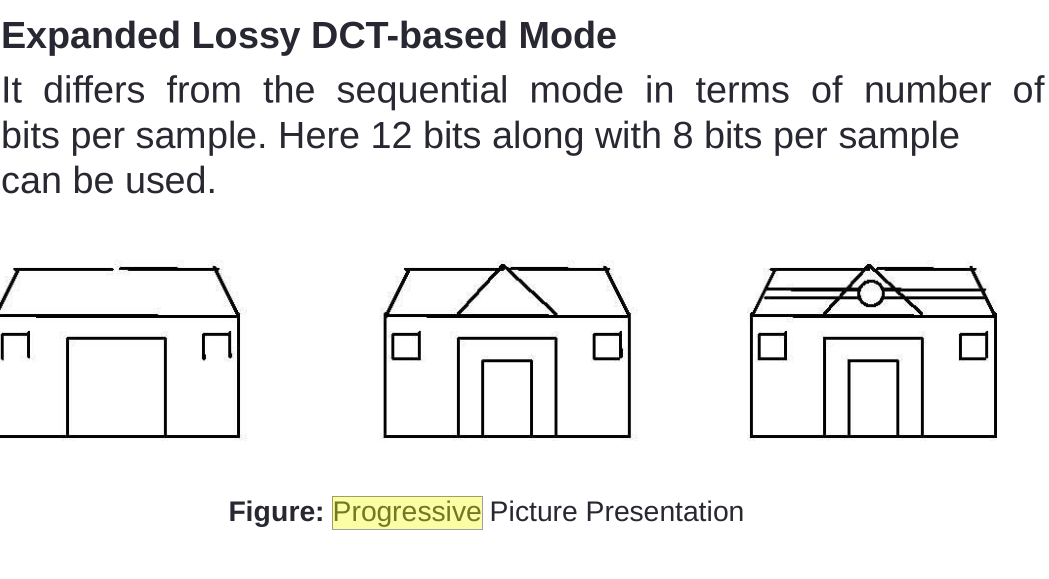 Expanded Lossy DCT-based Mode
It differs from the sequential mode in terms of number of
bits per sample. Here 12 bits along with 8 bits per sample
can be used.
Figure: Progressive Picture Presentation